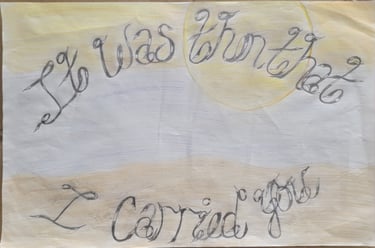 It was then that
I Carried you